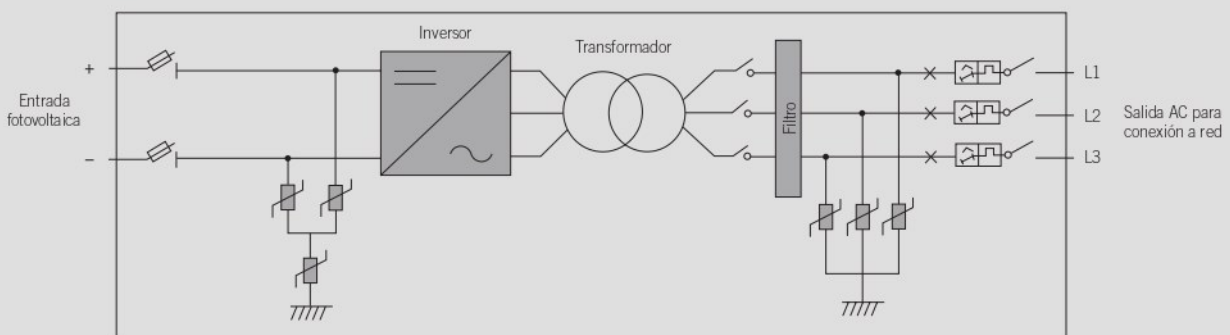 Inversor
Transformador
+
Entrada
fotovoltaica
−
Filtro
L1
L2
L3
Salida AC para
conexión a red